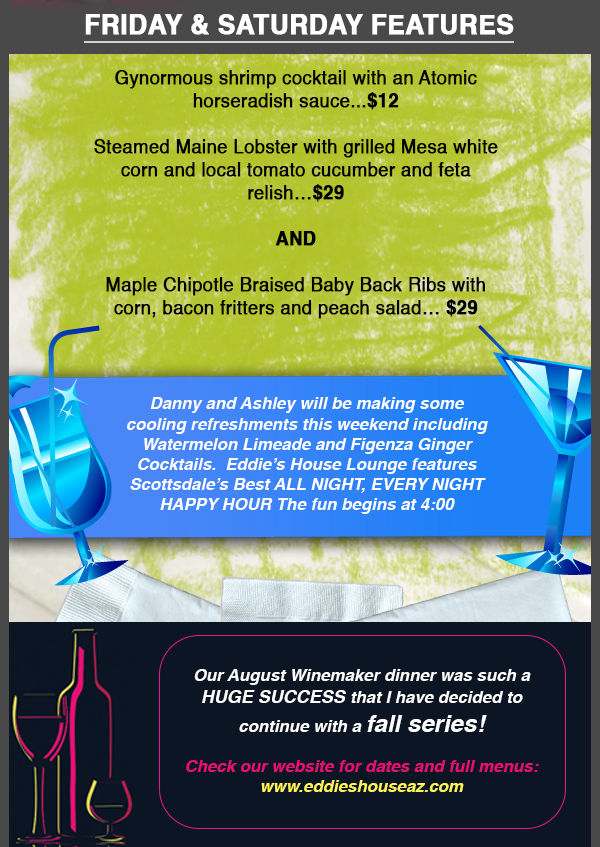 FRIDAY & SATURDAY FEATURES
Gynormous shrimp cocktail with an Atomic
horseradish sauce...$12
Steamed Maine Lobster with grilled Mesa white
corn and local tomato cucumber and feta
relish...$29
AND
Maple Chipotle Braised Baby Back Ribs with
corn, bacon fritters and peach salad... $29
Danny and Ashley will be making some
cooling refreshments this weekend including
Watermelon Limeade and Figenza Ginger
Cocktails.  Eddie's House Lounge features
Scottsdale's Best ALL NIGHT, EVERY NIGHT
HAPPY HOUR The fun begins at 4:00
Our August Winemaker dinner was such a
HUGE SUCCESS that I have decided to
continue with a fall series!
Check our website for dates and full menus:
www.eddieshouseaz.com